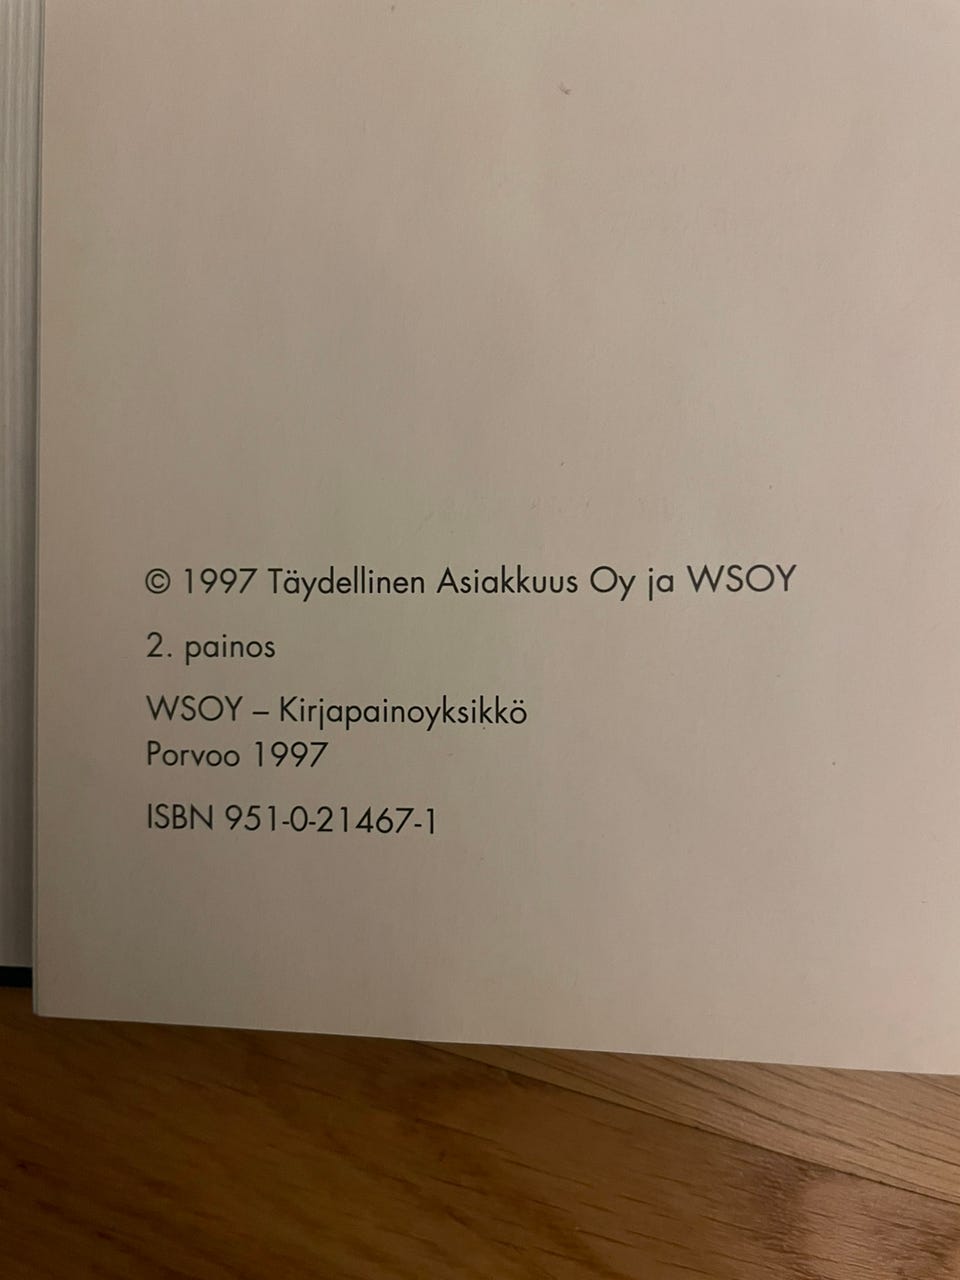 © 1997 Täydellinen Asiakkuus Oy ja WSOY
2. painos
WSOY – Kirjapainoyksikkö
Porvoo 1997
ISBN 951-0-21467-1